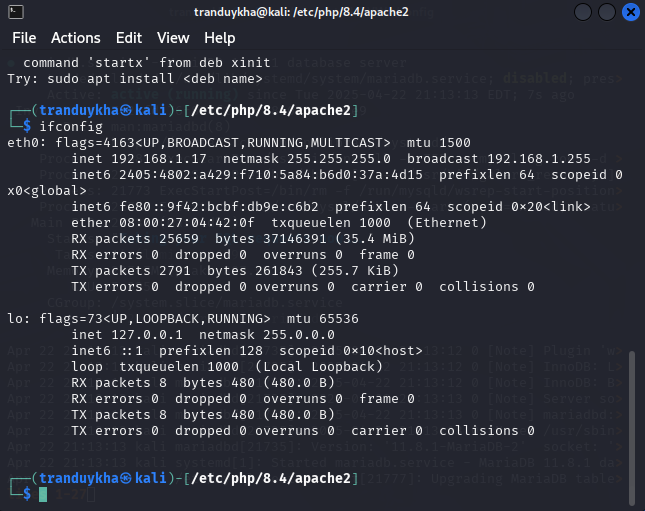 tranduykha@kali: /etc/php/8.4/apache2
File Actions Edit View Help
command 'startx' from deb xinit
Try: sudo apt install <deb name>
┌──(tranduykha㉿kali)-[/etc/php/8.4/apache2]
└─$ ifconfig
eth0: flags=4163<UP,BROADCAST,RUNNING,MULTICAST>  mtu 1500
        inet 192.168.1.17  netmask 255.255.255.0  broadcast 192.168.1.255
        inet6 2405:4802:a429:f710:5a84:b6d0:37a:4d15  prefixlen 64  scopeid 0
x0<global>
        inet6 fe80::9f42:bcbf:db9e:c6b2  prefixlen 64  scopeid 0×20<link>
        ether 08:00:27:04:42:0f  txqueuelen 1000  (Ethernet)
        RX packets 25659  bytes 37146391 (35.4 MiB)
        RX errors 0  dropped 0  overruns 0  frame 0
        TX packets 2791  bytes 261843 (255.7 KiB)
        TX errors 0  dropped 0 overruns 0  carrier 0  collisions 0
lo: flags=73<UP,LOOPBACK,RUNNING>  mtu 65536
        inet 127.0.0.1  netmask 255.0.0.0
        inet6 ::1  prefixlen 128  scopeid 0×10<host>
        loop  txqueuelen 1000  (Local Loopback)
        RX packets 8  bytes 480 (480.0 B)
        RX errors 0  dropped 0  overruns 0  frame 0
        TX packets 8  bytes 480 (480.0 B)
        TX errors 0  dropped 0 overruns 0  carrier 0  collisions 0
┌──(tranduykha㉿kali)-[/etc/php/8.4/apache2]
└─$